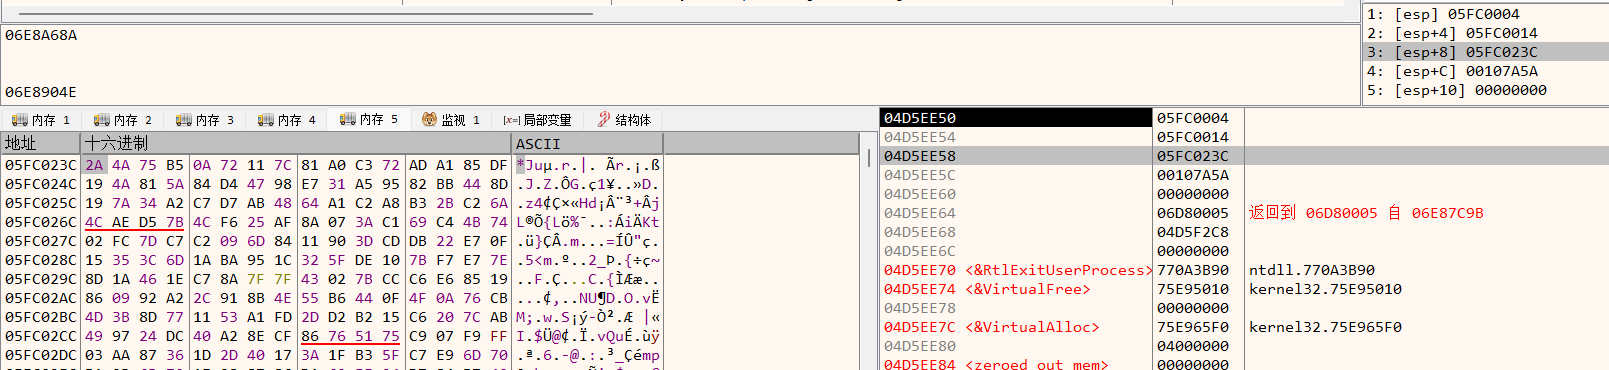 1: [esp] 05FC0004
2: [esp+4] 05FC0014
3: [esp+8] 05FC023C
4: [esp+C] 00107A5A
5: [esp+10] 00000000
06E8A68A
06E8904E
内存 1 内存 2 内存 3 内存 4 内存 5 监视 1 [x=] 局部变量 结构体
地址 十六进制 ASCII
05FC023C 2A 4A 75 B5 0A 72 11 7C 81 A0 C3 72 AD A1 85 DF *Juµ.r.|. Ãr.¡.ß
05FC024C 19 4A 81 5A 84 D4 47 98 E7 31 A5 95 82 BB 44 8D .J.Z.ÔG.ç1¥..»D.
05FC025C 19 7A 34 A2 C7 D7 AB 48 64 A1 C2 A8 B3 2B C2 6A .z4¢Ç×«Hd¡Â¨³+Âj
05FC026C 4C AE D5 7B 4C F6 25 AF 8A 07 3A C1 69 C4 4B 74 L®Õ{Lö%¯..:ÁiÄKt
05FC027C 02 FC 7D C7 C2 09 6D 84 11 90 3D CD DB 22 E7 0F .ü}ÇÂ.m...=ÍÛ"ç.
05FC028C 15 35 3C 6D 1A BA 95 1C 32 5F DE 10 7B F7 E7 7E .5<m.º..2_Þ.{÷ç~
05FC029C 8D 1A 46 1E C7 8A 7F 7F 43 02 7B CC C6 E6 85 19 ..F.Ç...C.{ÌÆæ..
05FC02AC 86 09 92 A2 2C 91 8B 4E 55 B6 44 0F 4F 0A 76 CB ...¢,..NU¶D.O.vË
05FC02BC 4D 3B 8D 77 11 53 A1 FD 2D D2 B2 15 C6 20 7C AB M;.w.S¡ý-Ò².Æ |«
05FC02CC 49 97 24 DC 40 A2 8E CF 86 76 51 75 C9 07 F9 FF I.$Ü@¢.Ï.vQuÉ.ùÿ
05FC02DC 03 AA 87 36 1D 2D 40 17 3A 1F B3 5F C7 E9 6D 70 .ª.6.-@.:.³_Çémp
04D5EE50 05FC0004
04D5EE54 05FC0014
04D5EE58 05FC023C
04D5EE5C 00107A5A
04D5EE60 00000000
04D5EE64 06D80005 返回到 06D80005 自 06E87C9B
04D5EE68 04D5F2C8
04D5EE6C 00000000
04D5EE70 <&RtlExitUserProcess> 770A3B90 ntdll.770A3B90
04D5EE74 <&VirtualFree> 75E95010 kernel32.75E95010
04D5EE78 00000000
04D5EE7C <&VirtualAlloc> 75E965F0 kernel32.75E965F0
04D5EE80 04000000
04D5EE84 <zeroed out mem> 00000000